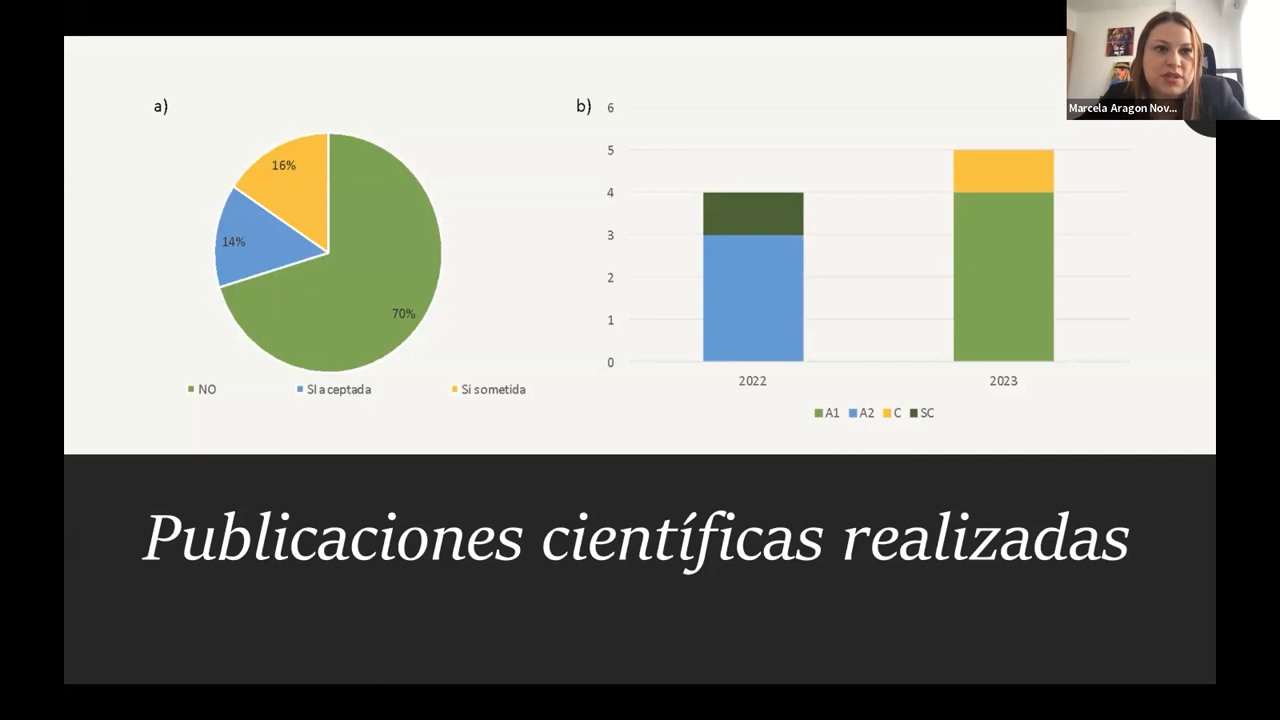 Marcela Aragon Nov...
a)
16%
14%
70%
NO SI aceptada Si sometida
b)
6
5
4
3
2
1
0
2022 2023
A1 A2 C SC
Publicaciones científicas realizadas